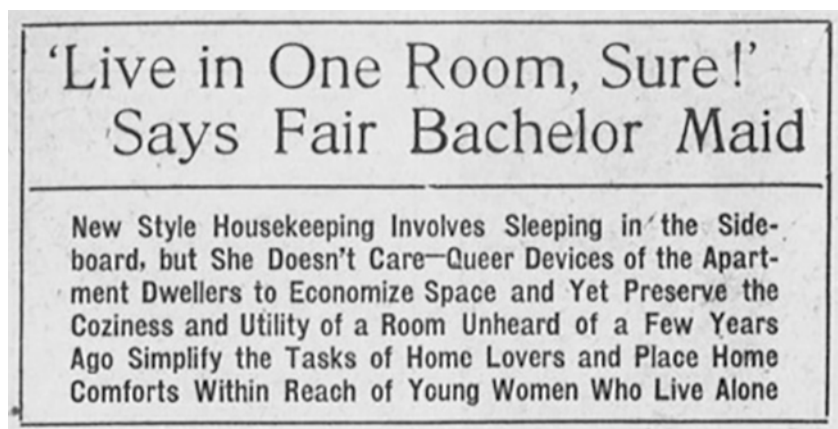 'Live in One Room, Sure!'
Says Fair Bachelor Maid
New Style Housekeeping Involves Sleeping in the Side-
board, but She Doesn't Care—Queer Devices of the Apart-
ment Dwellers to Economize Space and Yet Preserve the
Coziness and Utility of a Room Unheard of a Few Years
Ago Simplify the Tasks of Home Lovers and Place Home
Comforts Within Reach of Young Women Who Live Alone